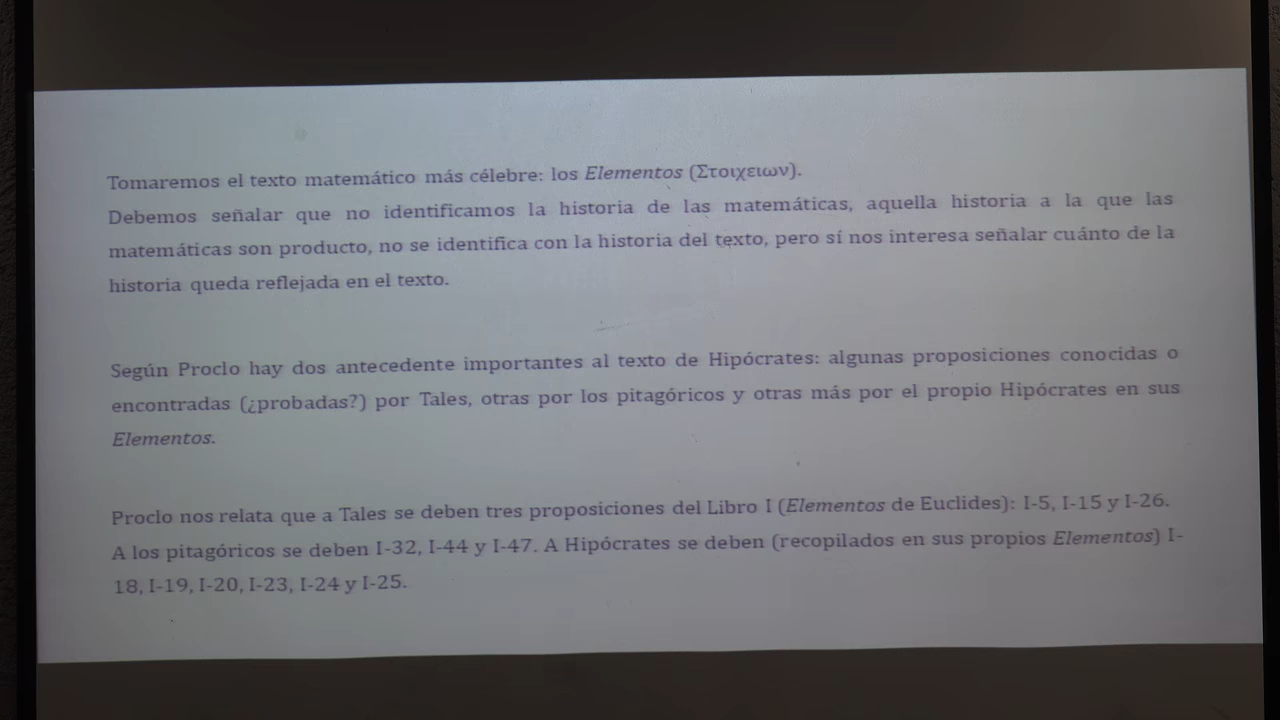 Tomaremos el texto matemático más célebre: los Elementos (Στοιχειων).
Debemos señalar que no identificamos la historia de las matemáticas, aquella historia a la que las
matemáticas son producto, no se identifica con la historia del texto, pero sí nos interesa señalar cuánto de la
historia queda reflejada en el texto.
Según Proclo hay dos antecedente importantes al texto de Hipócrates: algunas proposiciones conocidas o
encontradas (¿probadas?) por Tales, otras por los pitagóricos y otras más por el propio Hipócrates en sus
Elementos.
Proclo nos relata que a Tales se deben tres proposiciones del Libro I (Elementos de Euclides): I-5, I-15 y I-26.
A los pitagóricos se deben I-32, I-44 y I-47. A Hipócrates se deben (recopilados en sus propios Elementos) I-
18, I-19, I-20, I-23, I-24 y I-25.